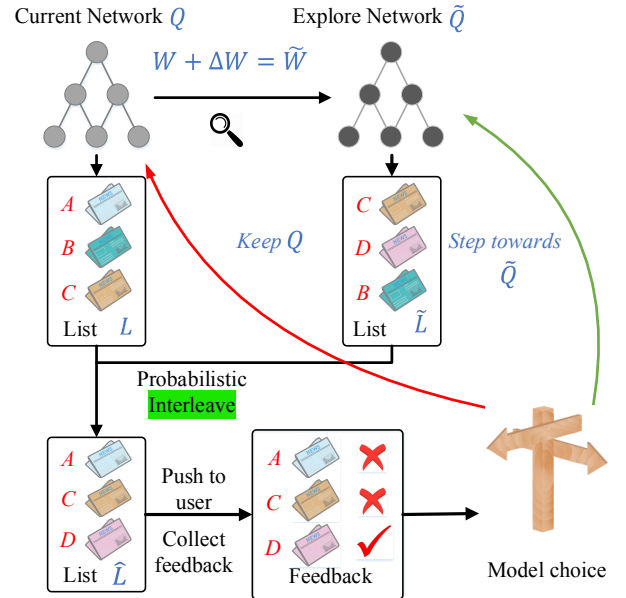 Current Network Q
Explore Network Q̃
W + ΔW = W̃
A
B
C
List L
C
D
B
List L̃
Keep Q
Step towards
Q̃
Probabilistic
Interleave
A
C
D
List L̂
Push to
user
Collect
feedback
A
C
D
Feedback
Model choice